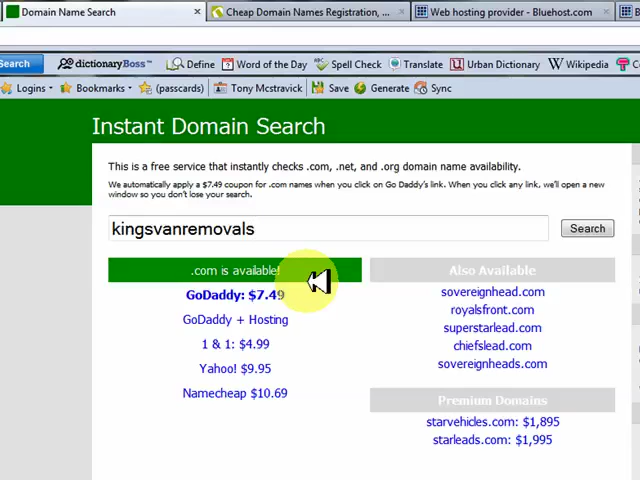 Domain Name Search
Cheap Domain Names Registration, ...
Web hosting provider - Bluehost.com
Search
dictionaryBoss
Define
Word of the Day
Spell Check
Translate
Urban Dictionary
Wikipedia
Logins
Bookmarks
(passcards)
Tony Mcstravick
Save
Generate
Sync
Instant Domain Search
This is a free service that instantly checks .com, .net, and .org domain name availability.
We automatically apply a $7.49 coupon for .com names when you click on Go Daddy's link. When you click any link, we'll open a new
window so you don't lose your search.
kingsvanremovals
Search
.com is available!
GoDaddy: $7.49
GoDaddy + Hosting
1 & 1: $4.99
Yahoo! $9.95
Namecheap $10.69
Also Available
sovereignhead.com
royalsfront.com
superstarlead.com
chiefslead.com
sovereignheads.com
Premium Domains
starvehicles.com: $1,895
starleads.com: $1,995